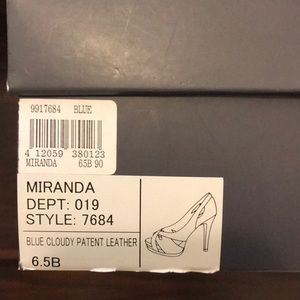 9917684 BLUE
4 12059 380123
MIRANDA 65B 90
MIRANDA
DEPT: 019
STYLE: 7684
BLUE CLOUDY PATENT LEATHER
6.5B